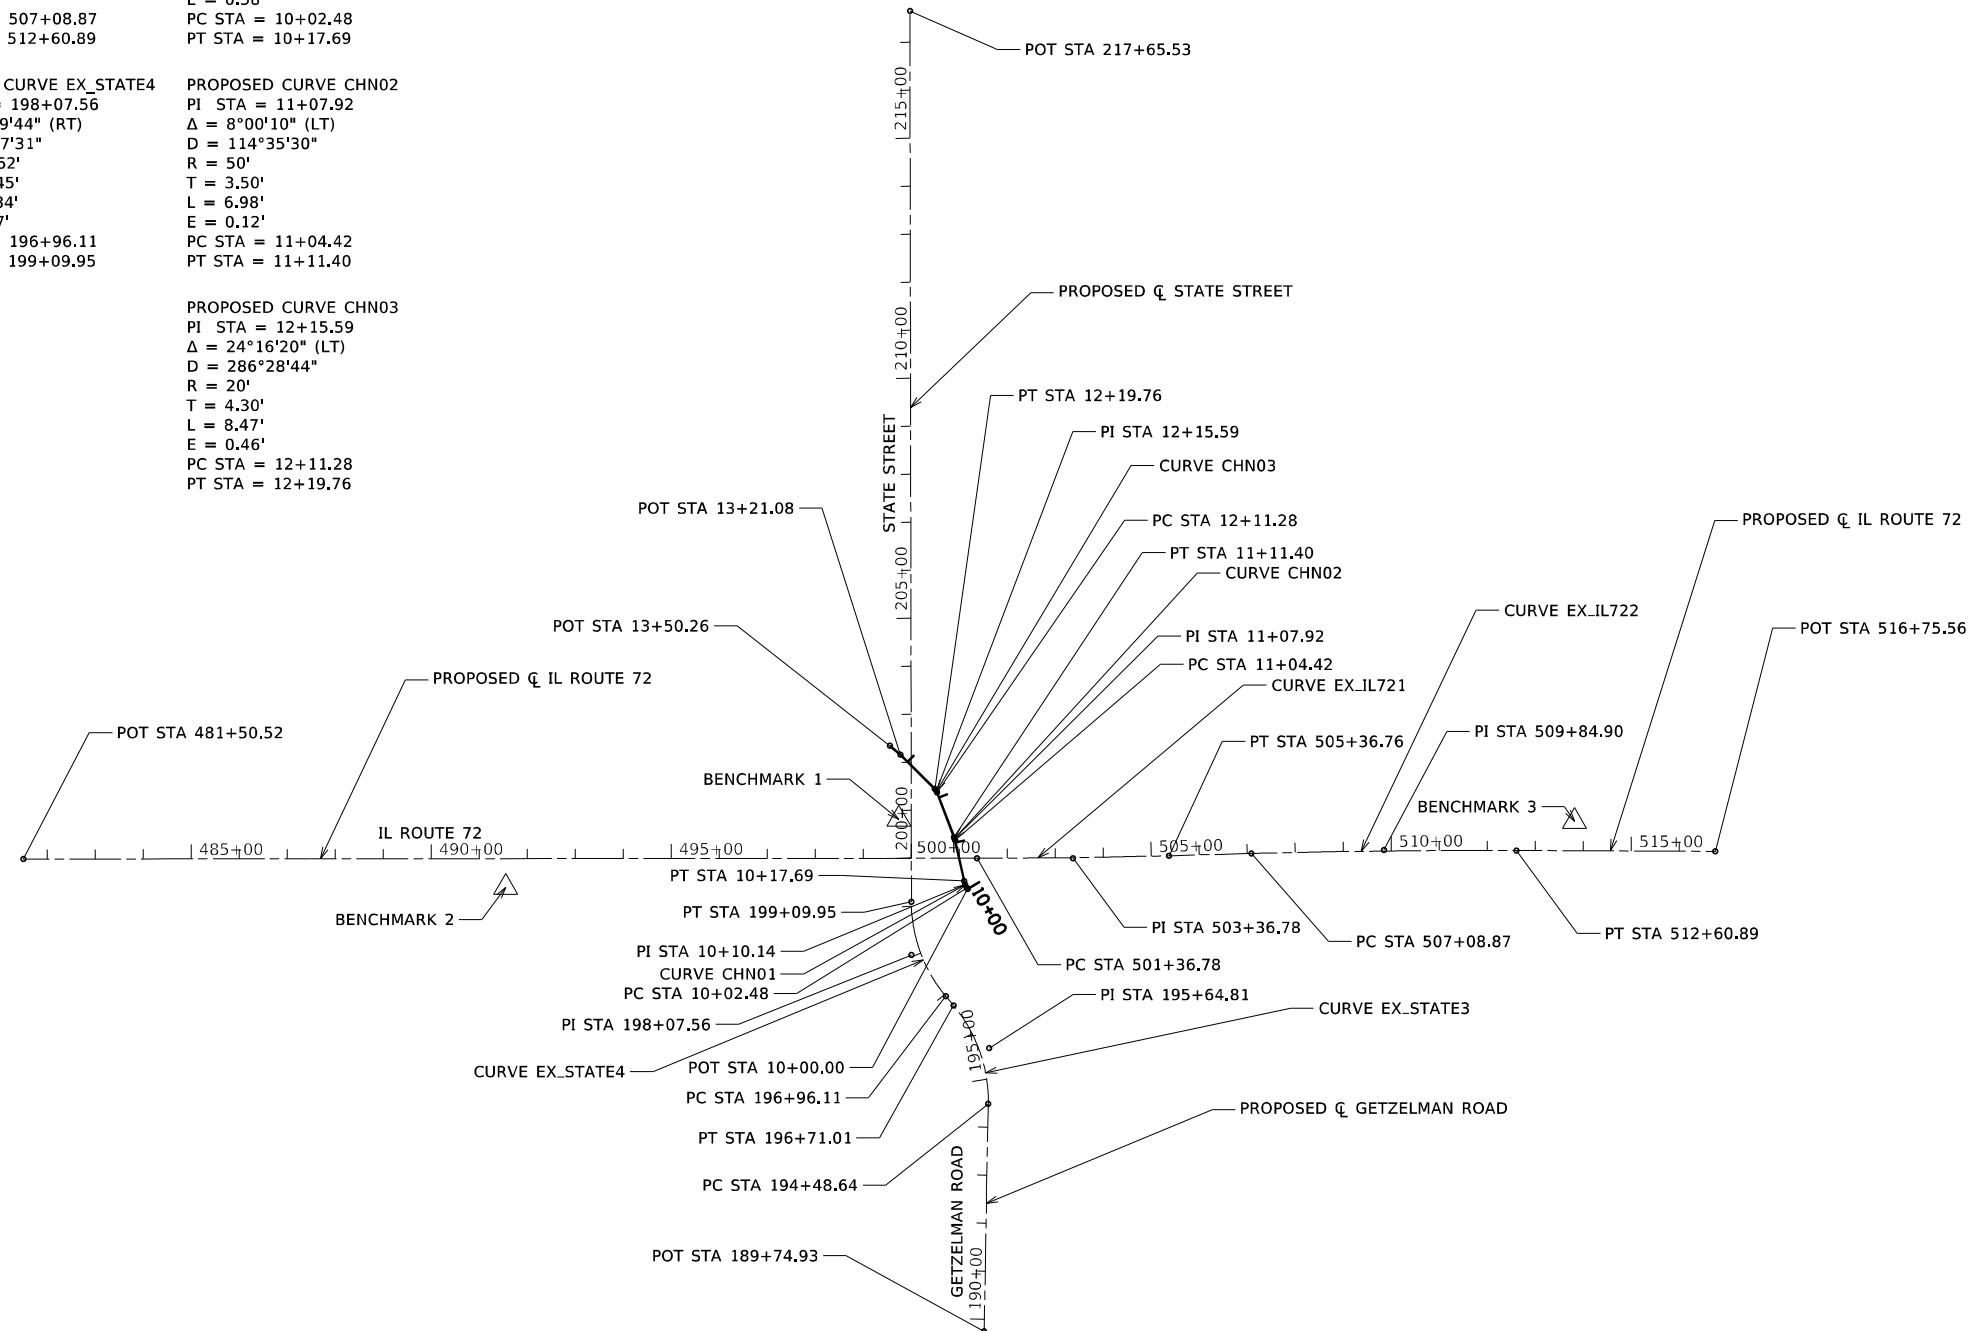 507+08.87
512+60.89
CURVE EX_STATE4
198+07.56
9'44" (RT)
7'31"
196+96.11
199+09.95
PC STA = 10+02.48
PT STA = 10+17.69
PROPOSED CURVE CHN02
PI STA = 11+07.92
Δ = 8°00'10" (LT)
D = 114°35'30"
R = 50'
T = 3.50'
L = 6.98'
E = 0.12'
PC STA = 11+04.42
PT STA = 11+11.40
PROPOSED CURVE CHN03
PI STA = 12+15.59
Δ = 24°16'20" (LT)
D = 286°28'44"
R = 20'
T = 4.30'
L = 8.47'
E = 0.46'
PC STA = 12+11.28
PT STA = 12+19.76
POT STA 217+65.53
215+00
PROPOSED ℄ STATE STREET
210+00
PT STA 12+19.76
PI STA 12+15.59
CURVE CHN03
STATE STREET
POT STA 13+21.08
PC STA 12+11.28
PROPOSED ℄ IL ROUTE 72
PT STA 11+11.40
CURVE CHN02
205+00
CURVE EX_IL722
POT STA 13+50.26
PI STA 11+07.92
POT STA 516+75.56
PC STA 11+04.42
PROPOSED ℄ IL ROUTE 72
CURVE EX_IL721
POT STA 481+50.52
PT STA 505+36.76
PI STA 509+84.90
BENCHMARK 1
BENCHMARK 3
200+00
IL ROUTE 72
485+00
490+00
495+00
500+00
505+00
510+00
515+00
PT STA 10+17.69
10+00
BENCHMARK 2
PT STA 199+09.95
PI STA 503+36.78
PC STA 507+08.87
PT STA 512+60.89
PI STA 10+10.14
CURVE CHN01
PC STA 10+02.48
PC STA 501+36.78
PI STA 195+64.81
PI STA 198+07.56
CURVE EX_STATE3
195+00
CURVE EX_STATE4
POT STA 10+00.00
PC STA 196+96.11
PROPOSED ℄ GETZELMAN ROAD
PT STA 196+71.01
PC STA 194+48.64
GETZELMAN ROAD
POT STA 189+74.93
190+00